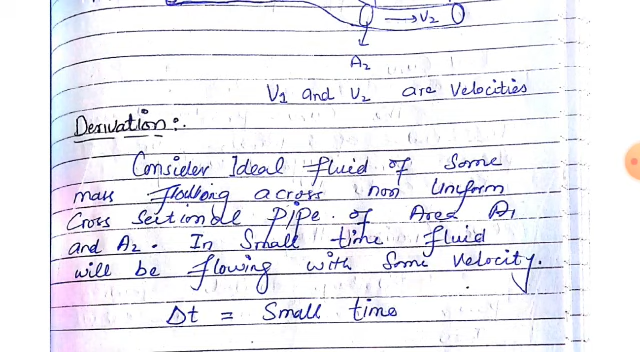 → V2
A2
V1 and V2 are Velocities
Derivation:.
Consider Ideal fluid of Some
mass flowing across non Uniform
Cross sectional Pipe of Area A1
and A2. In Small time fluid
will be flowing with Some Velocity.
Δt = Small time